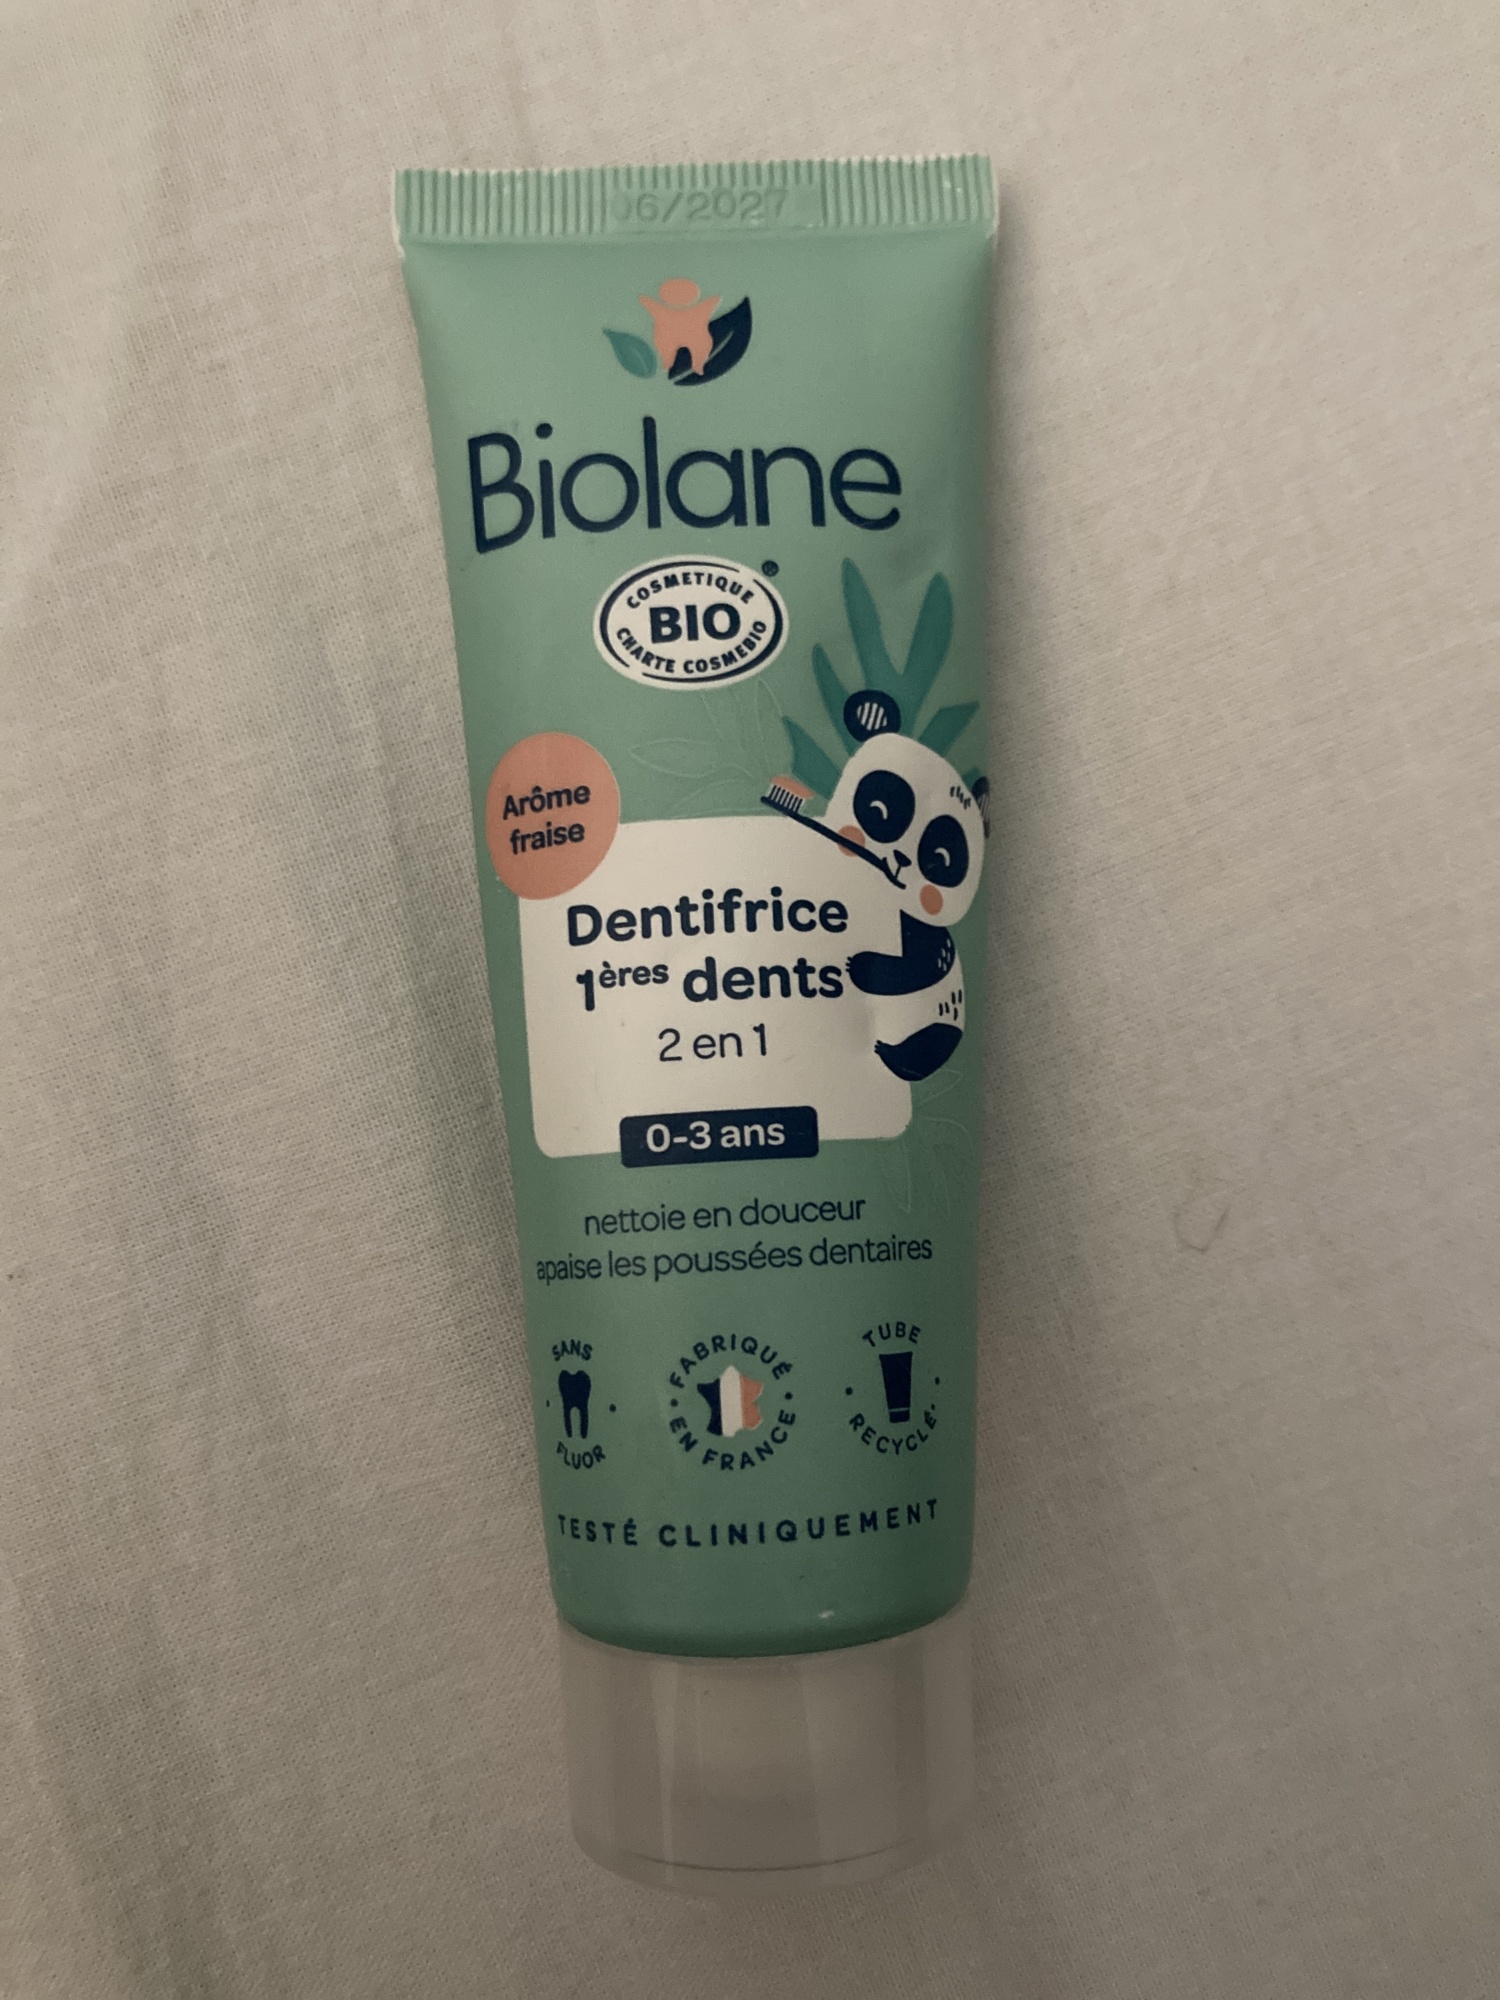 06/2027
Biolane
COSMETIQUE
BIO
®
CHARTE COSMEBIO
Arôme
fraise
Dentifrice
1ères dents
2 en 1
0-3 ans
nettoie en douceur
apaise les poussées dentaires
SANS
FLUOR
FABRIQUÉ
EN FRANCE
TUBE
RECYCLÉ
TESTÉ CLINIQUEMENT